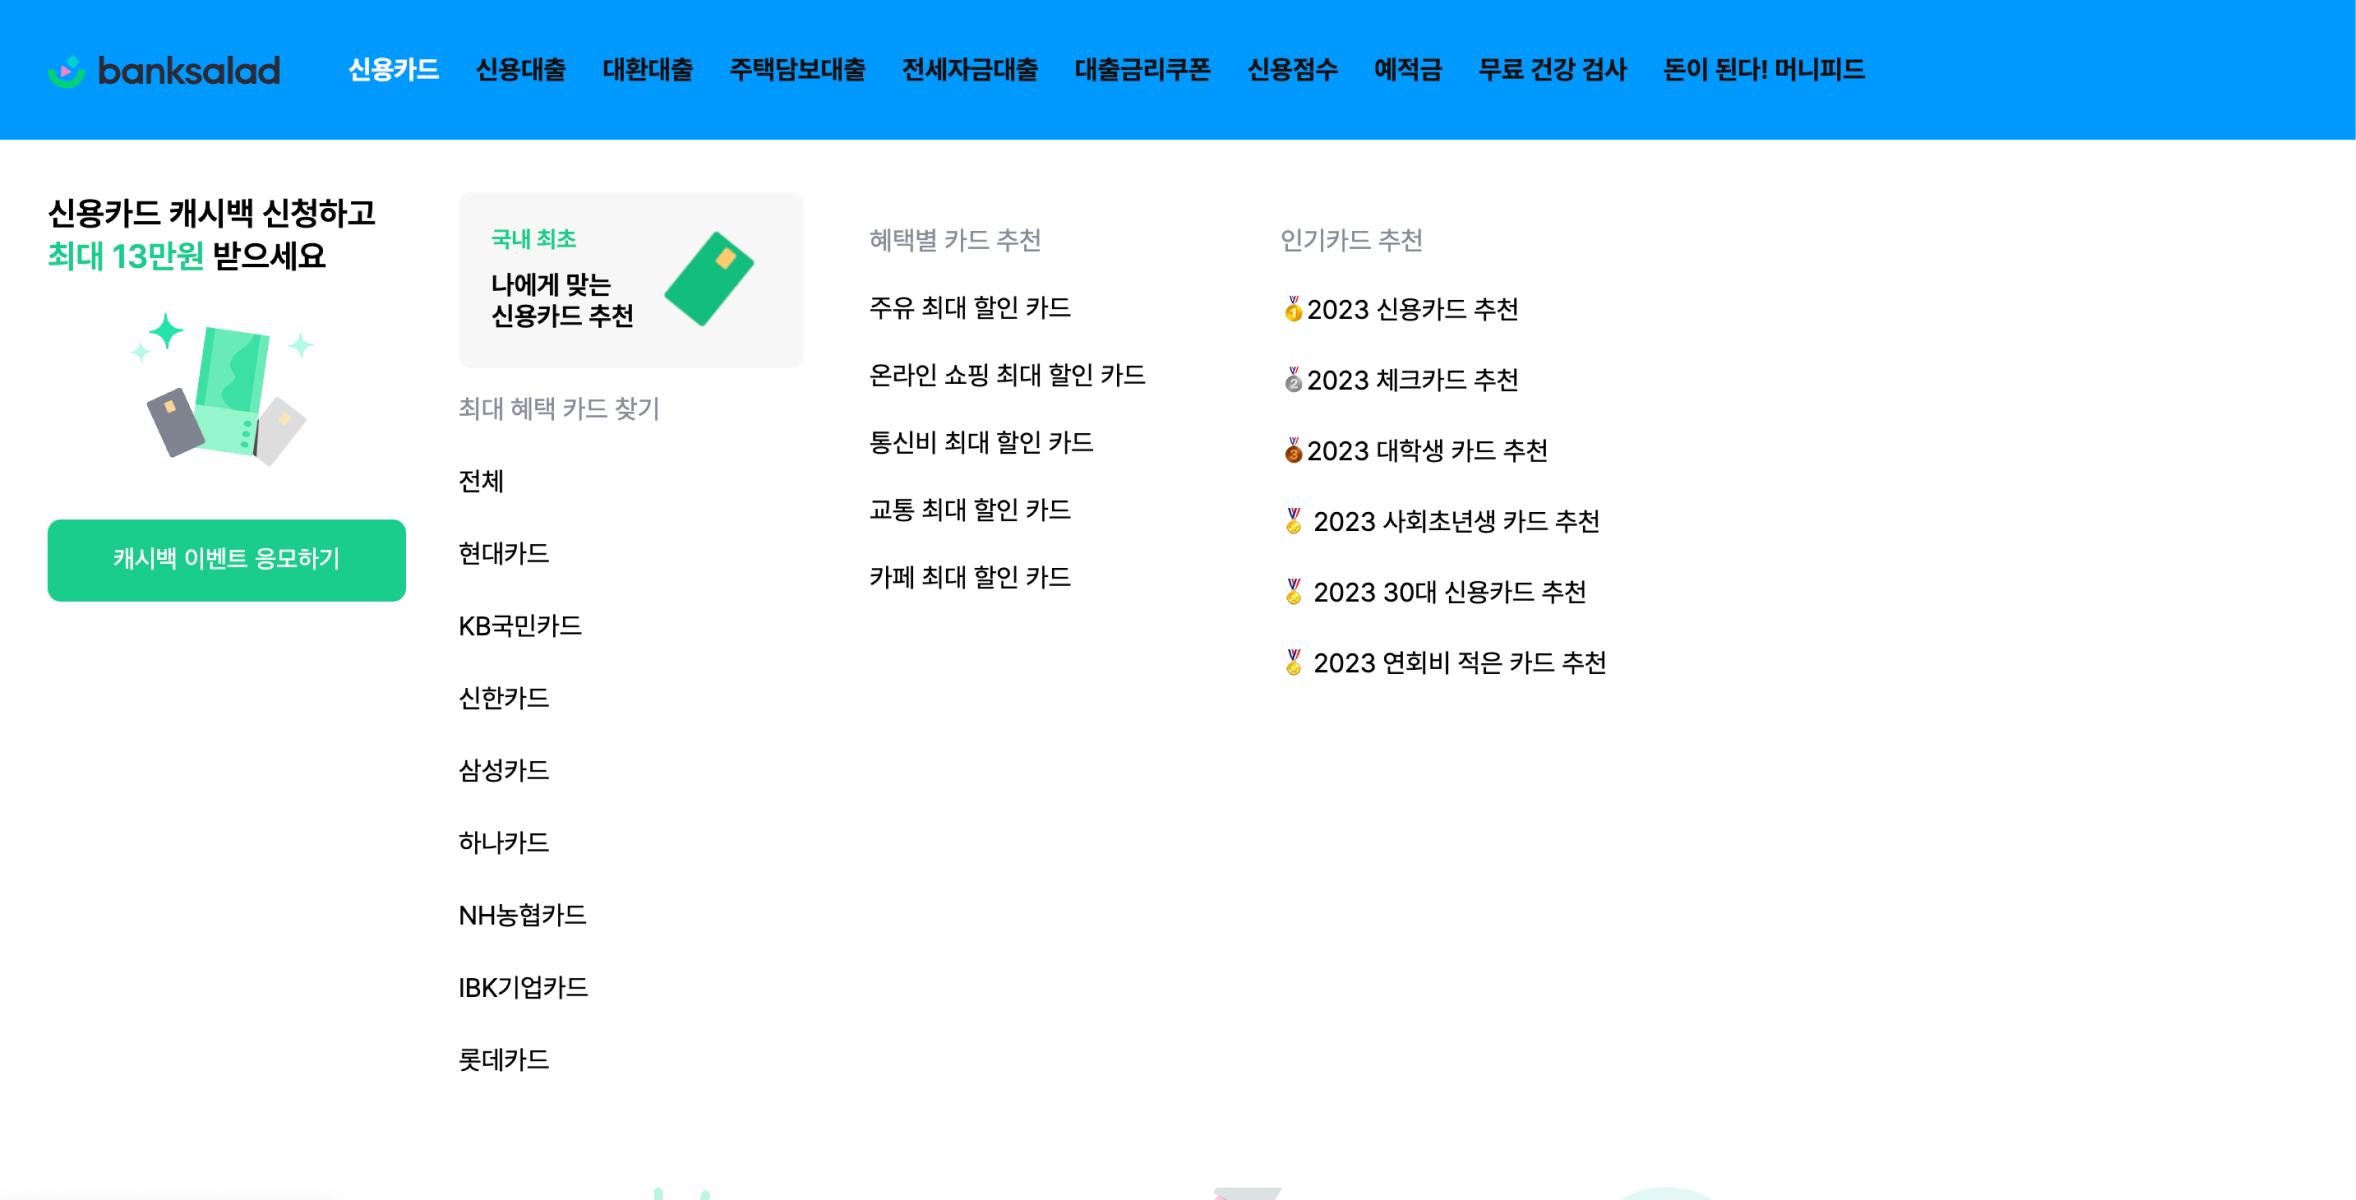 banksalad
신용카드
신용대출
대환대출
주택담보대출
전세자금대출
대출금리쿠폰
신용점수
예적금
무료 건강 검사
돈이 된다! 머니피드
신용카드 캐시백 신청하고
최대 13만원 받으세요
캐시백 이벤트 응모하기
국내 최초
나에게 맞는
신용카드 추천
최대 혜택 카드 찾기
전체
현대카드
KB국민카드
신한카드
삼성카드
하나카드
NH농협카드
IBK기업카드
롯데카드
혜택별 카드 추천
주유 최대 할인 카드
온라인 쇼핑 최대 할인 카드
통신비 최대 할인 카드
교통 최대 할인 카드
카페 최대 할인 카드
인기카드 추천
🥇2023 신용카드 추천
🥈2023 체크카드 추천
🥉2023 대학생 카드 추천
🏅 2023 사회초년생 카드 추천
🏅 2023 30대 신용카드 추천
🏅 2023 연회비 적은 카드 추천